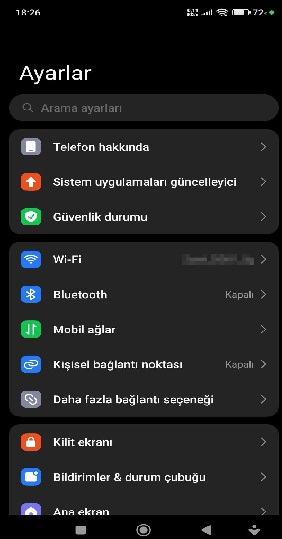 18:26
72
Ayarlar
Arama ayarları
Telefon hakkında
Sistem uygulamaları güncelleyici
Güvenlik durumu
Wi-Fi
Bluetooth Kapalı
Mobil ağlar
Kişisel bağlantı noktası Kapalı
Daha fazla bağlantı seçeneği
Kilit ekranı
Bildirimler & durum çubuğu
Ana ekran